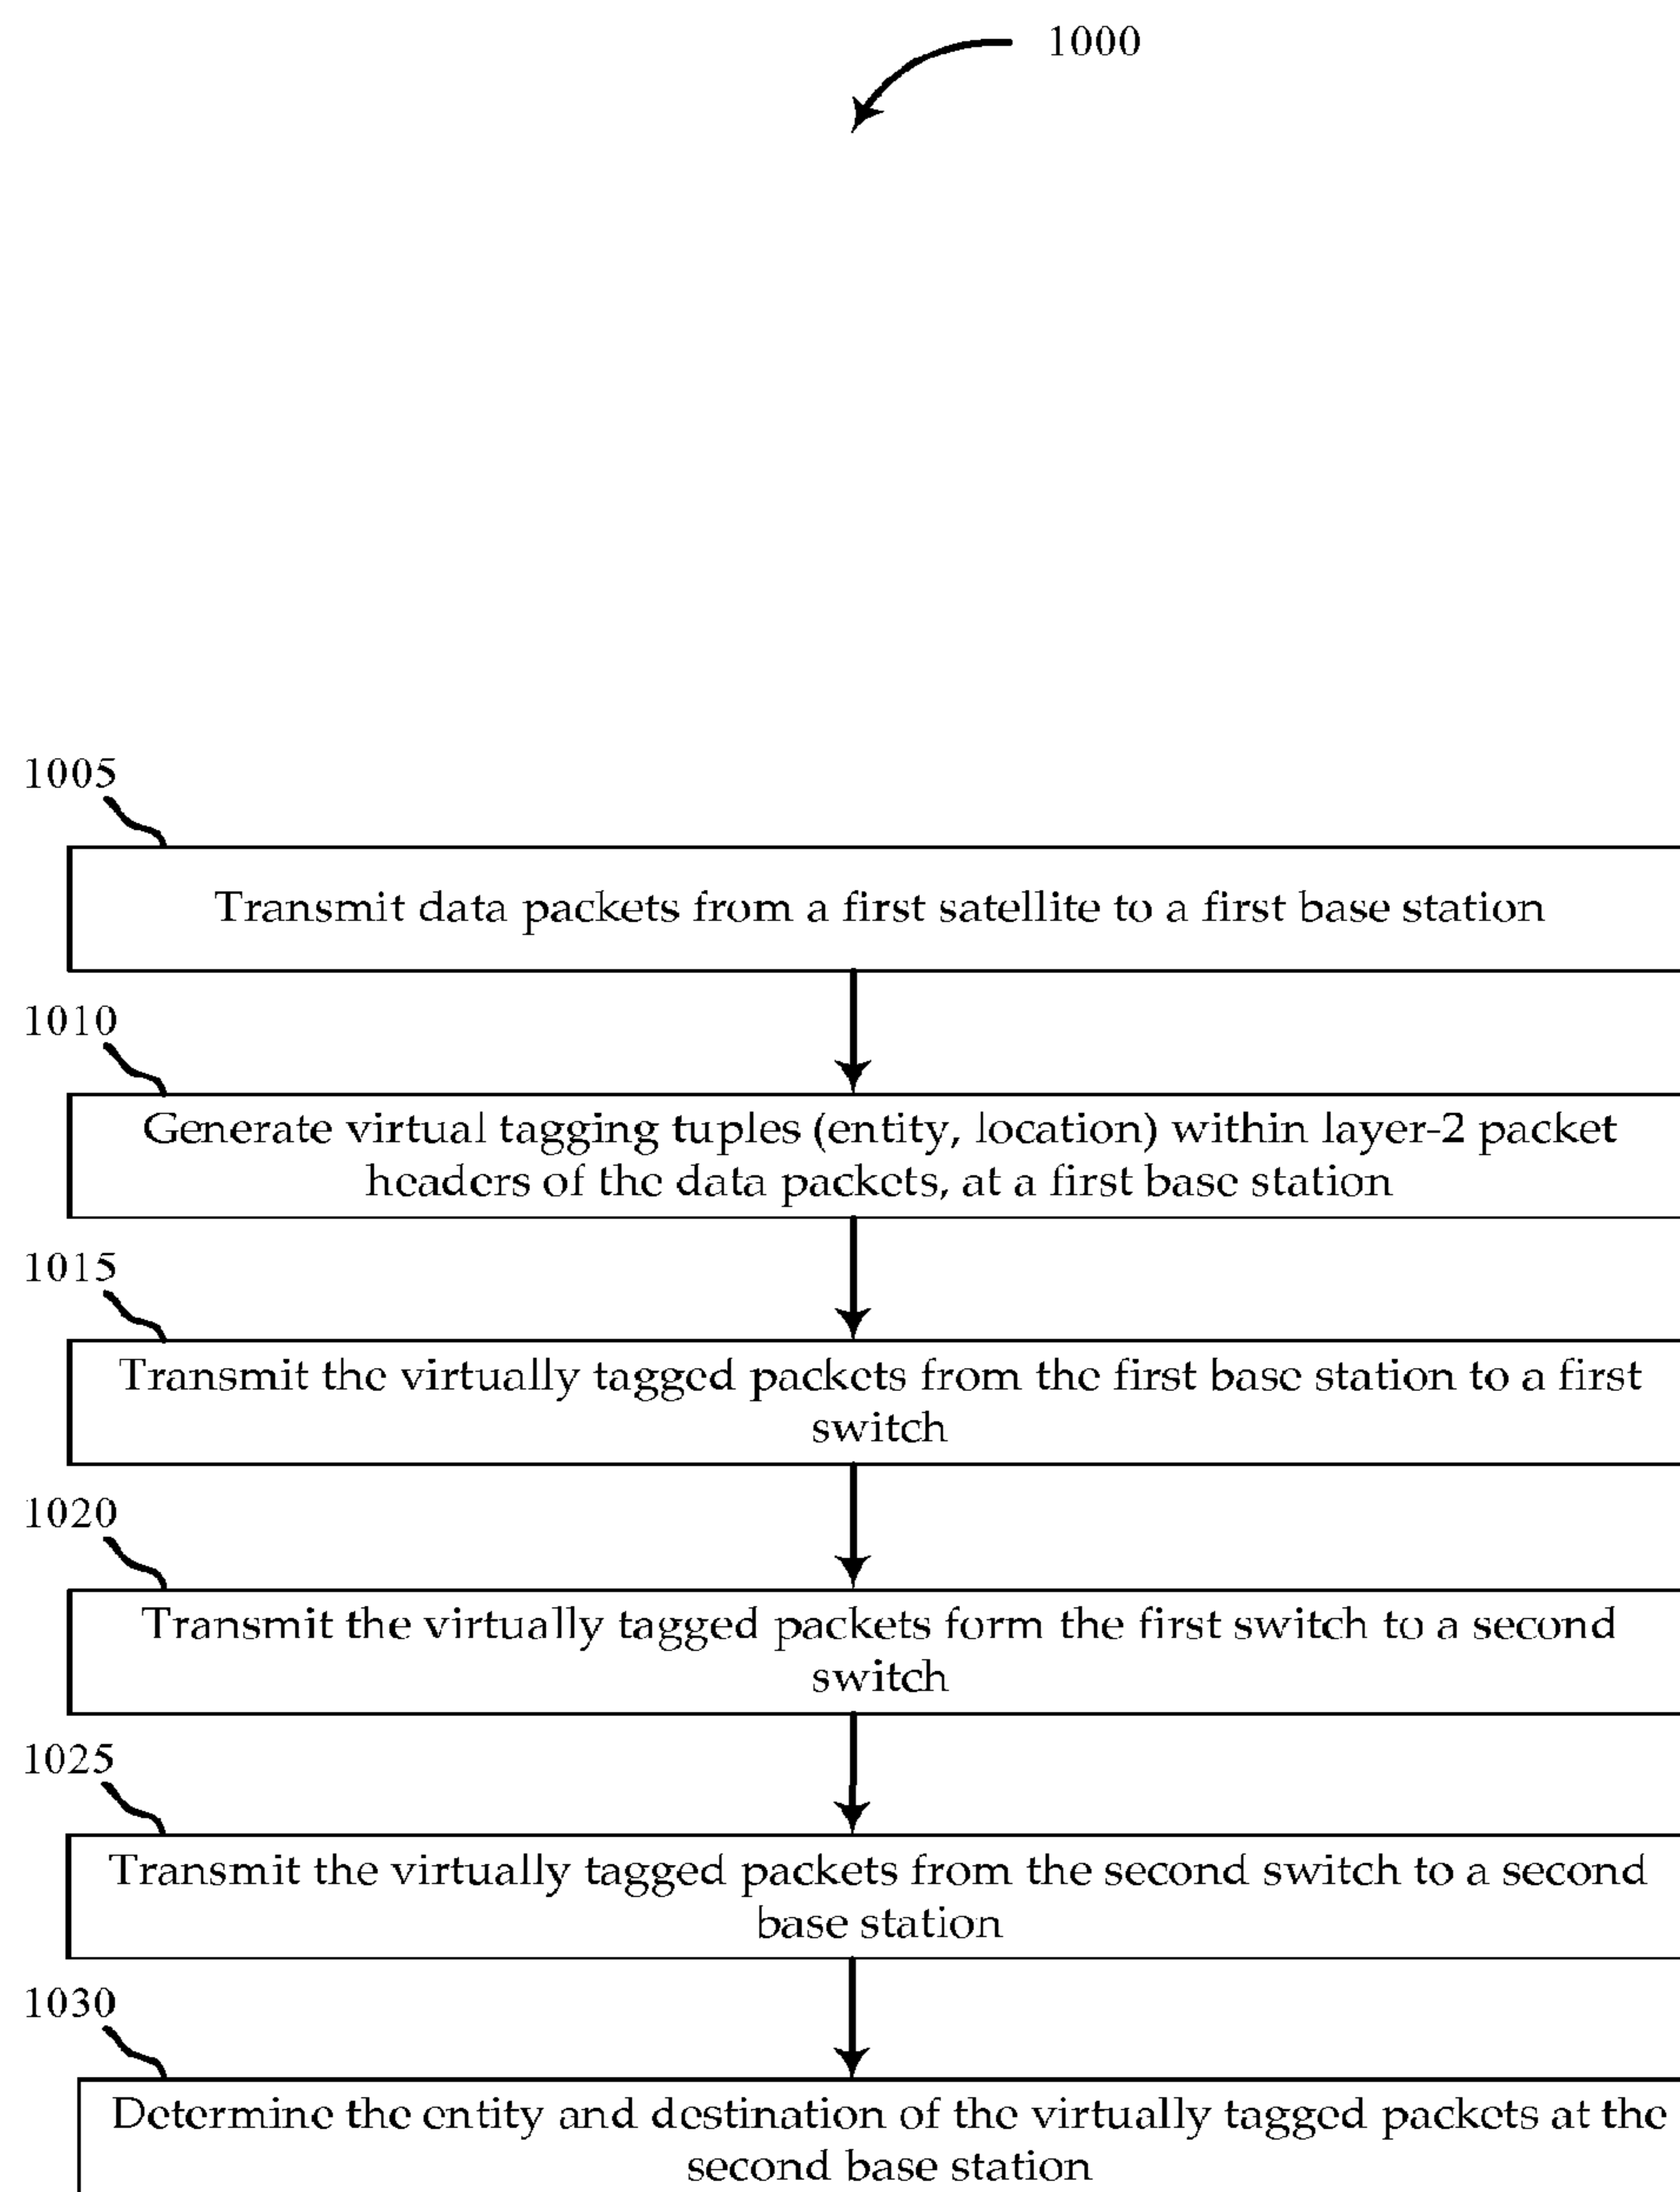 1000
1005
Transmit data packets from a first satellite to a first base station
1010
Generate virtual tagging tuples (entity, location) within layer-2 packet
headers of the data packets, at a first base station
1015
Transmit the virtually tagged packets from the first base station to a first
switch
1020
Transmit the virtually tagged packets form the first switch to a second
switch
1025
Transmit the virtually tagged packets from the second switch to a second
base station
1030
Determine the entity and destination of the virtually tagged packets at the
second base station